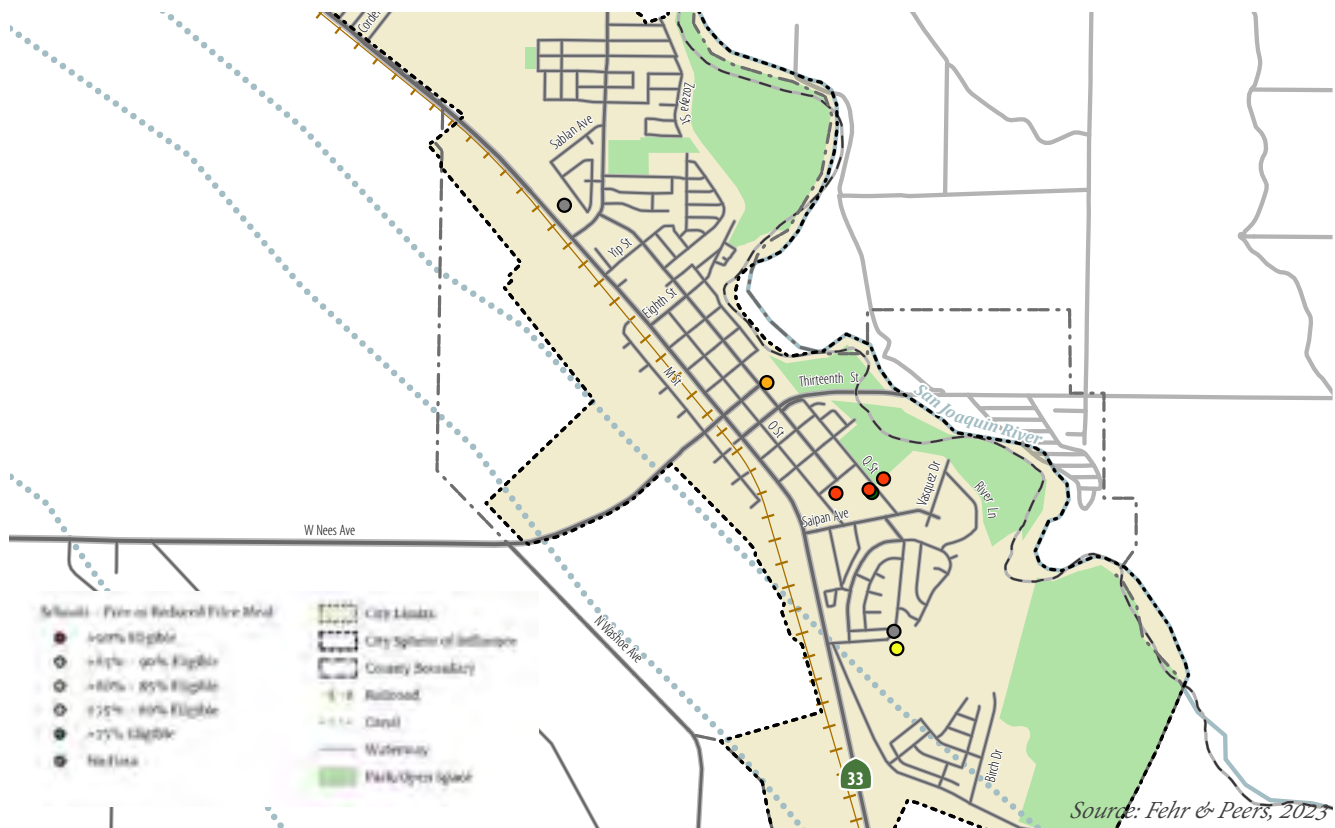 Lozeya St
Sablan Ave
Yip St
Eighth St
M St
Thirteenth St
San Joaquin River
O St
Q St
Vasquez Dr
River Ln
Saipan Ave
W Nees Ave
N Washoe Ave
Birch Dr
33
Schools - Free or Reduced Price Meal
>90% Eligible
>85% - 90% Eligible
>80% - 85% Eligible
≥75% - 80% Eligible
<75% Eligible
No Data
City Limits
City Sphere of Influence
County Boundary
Railroad
Canal
Waterway
Park/Open Space
Source: Fehr & Peers, 2023